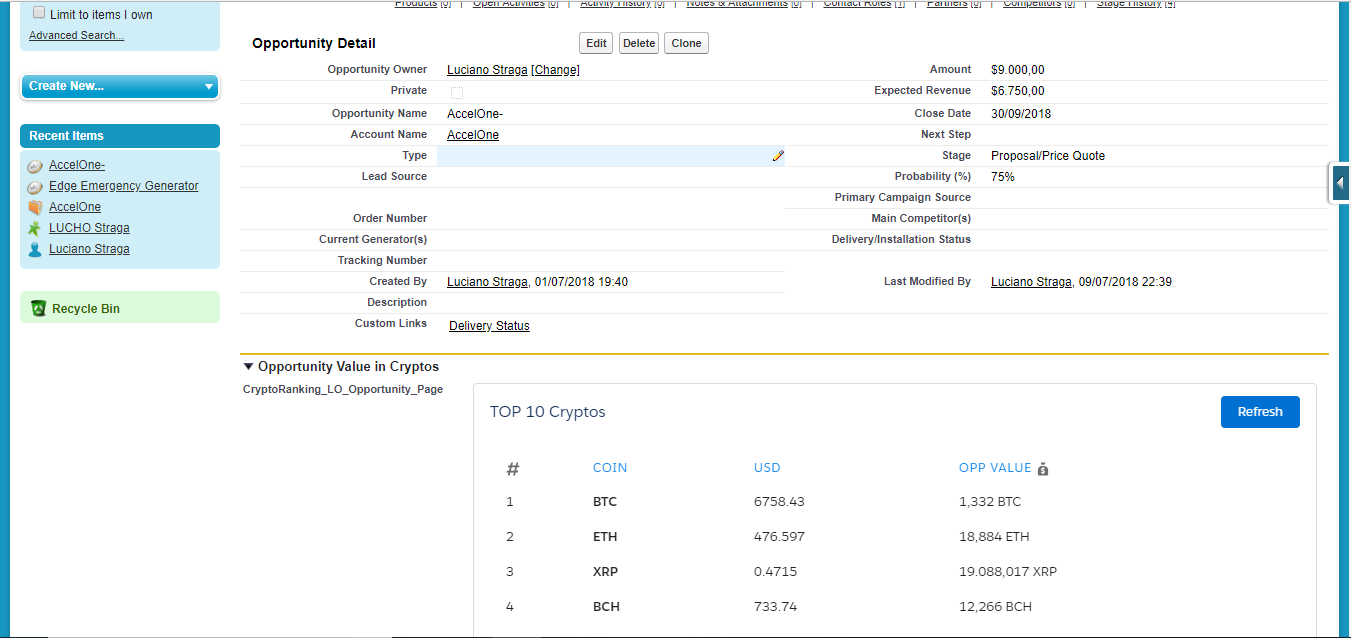 Products [0] | Open Activities [0] | Activity History [0] | Notes & Attachments [0] | Contact Roles [1] | Partners [0] | Competitors [0] | Stage History [4]
Limit to items I own
Advanced Search...
Create New...
Recent Items
AccelOne-
Edge Emergency Generator
AccelOne
LUCHO Straga
Luciano Straga
Recycle Bin
Opportunity Detail Edit Delete Clone
Opportunity Owner Luciano Straga [Change] Amount $9.000,00
Private Expected Revenue $6.750,00
Opportunity Name AccelOne- Close Date 30/09/2018
Account Name AccelOne Next Step
Type Stage Proposal/Price Quote
Lead Source Probability (%) 75%
Primary Campaign Source
Order Number Main Competitor(s)
Current Generator(s) Delivery/Installation Status
Tracking Number
Created By Luciano Straga, 01/07/2018 19:40 Last Modified By Luciano Straga, 09/07/2018 22:39
Description
Custom Links Delivery Status
Opportunity Value in Cryptos
CryptoRanking_LO_Opportunity_Page
TOP 10 Cryptos Refresh
# COIN USD OPP VALUE
1 BTC 6758.43 1,332 BTC
2 ETH 476.597 18,884 ETH
3 XRP 0.4715 19.088,017 XRP
4 BCH 733.74 12,266 BCH